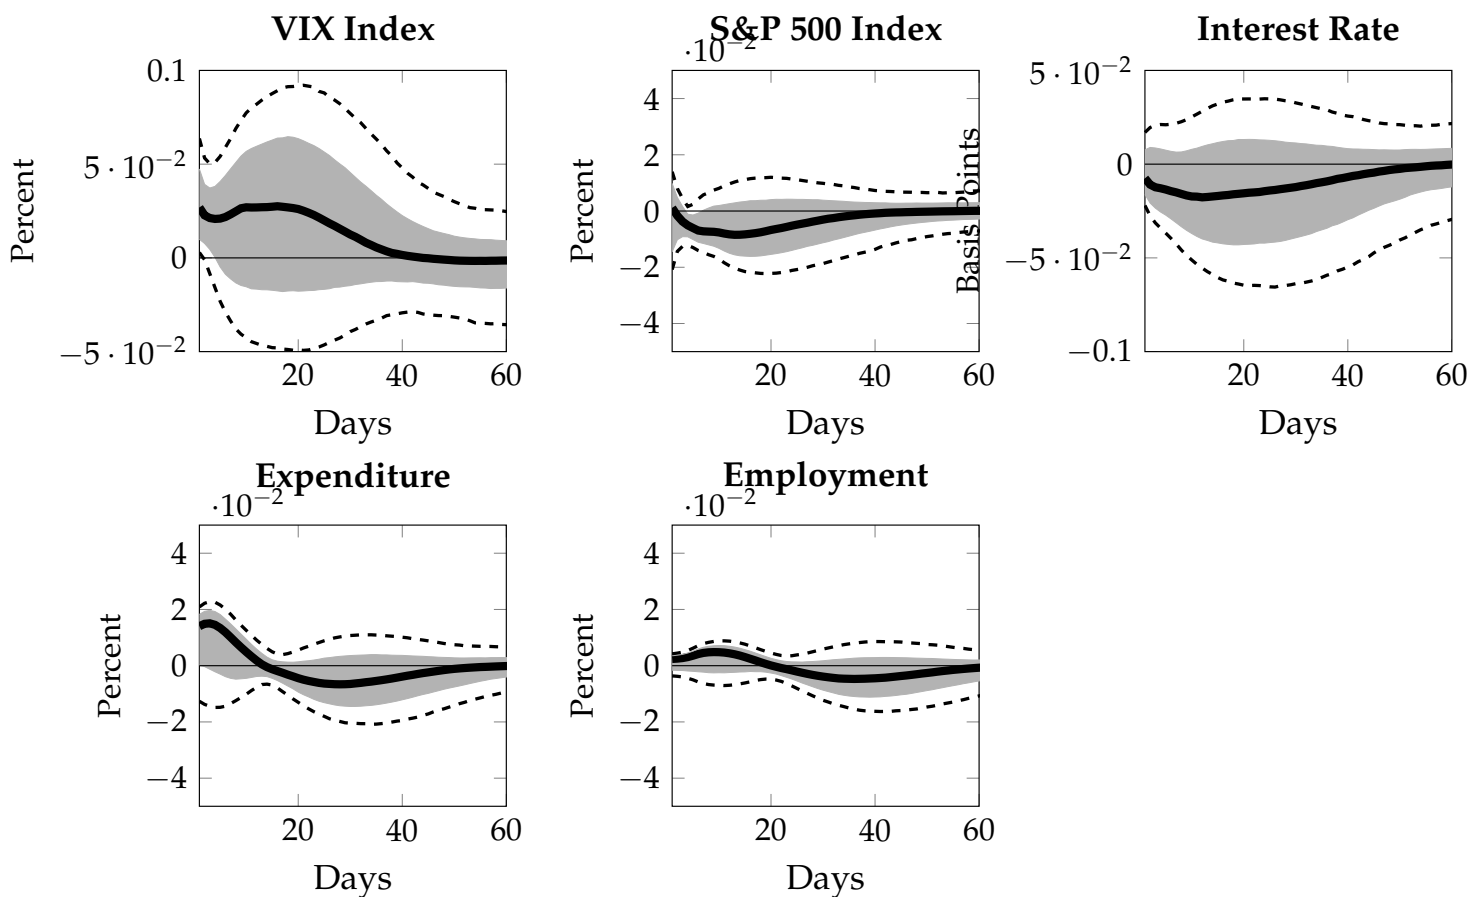 VIX Index
S&P 500 Index
Interest Rate
·10⁻²
0.1
5 · 10⁻²
0
−5 · 10⁻²
Percent
20 40 60
Days
4
2
0
−2
−4
Percent
20 40 60
Days
5 · 10⁻²
0
−5 · 10⁻²
−0.1
Basis Points
20 40 60
Days
Expenditure
·10⁻²
4
2
0
−2
−4
Percent
20 40 60
Days
Employment
·10⁻²
4
2
0
−2
−4
Percent
20 40 60
Days